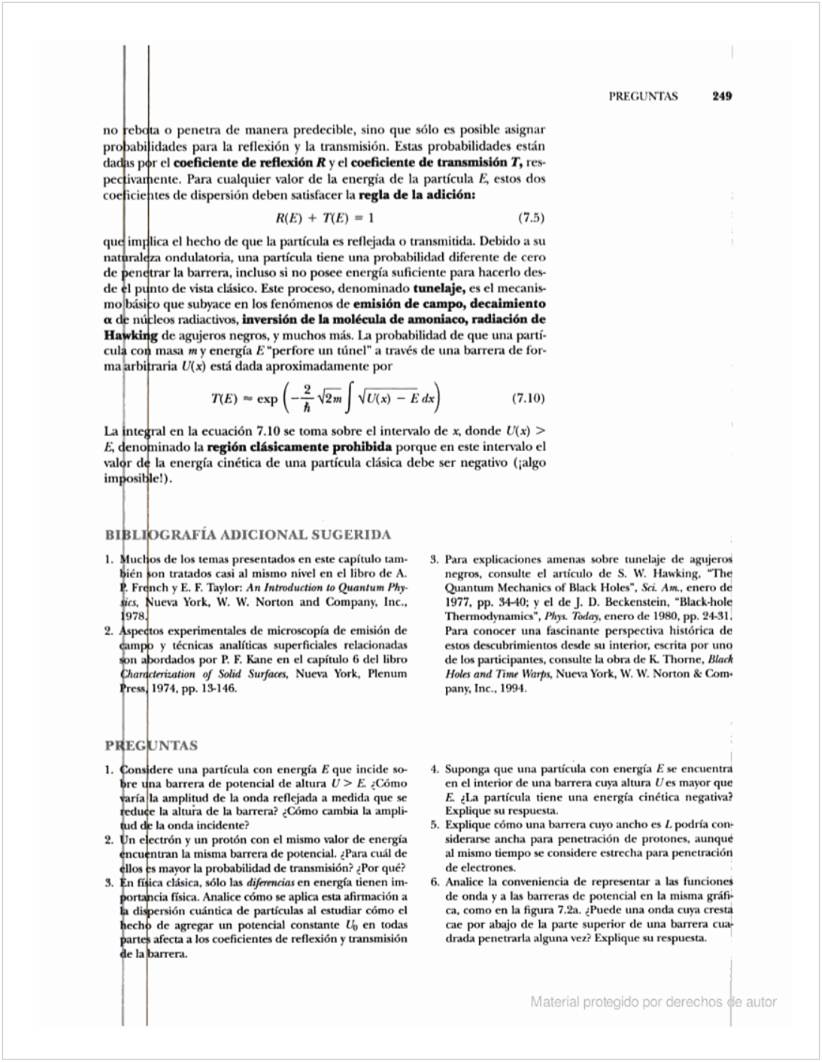 PREGUNTAS 249
no rebota o penetra de manera predecible, sino que sólo es posible asignar
probabilidades para la reflexión y la transmisión. Estas probabilidades están
dadas por el coeficiente de reflexión R y el coeficiente de transmisión T, res-
pectivamente. Para cualquier valor de la energía de la partícula E, estos dos
coeficientes de dispersión deben satisfacer la regla de la adición:
R(E) + T(E) = 1 (7.5)
que implica el hecho de que la partícula es reflejada o transmitida. Debido a su
naturaleza ondulatoria, una partícula tiene una probabilidad diferente de cero
de penetrar la barrera, incluso si no posee energía suficiente para hacerlo des-
de el punto de vista clásico. Este proceso, denominado tunelaje, es el mecanis-
mo básico que subyace en los fenómenos de emisión de campo, decaimiento
α de núcleos radiactivos, inversión de la molécula de amoniaco, radiación de
Hawking de agujeros negros, y muchos más. La probabilidad de que una partí-
cula con masa m y energía E "perfore un túnel" a través de una barrera de for-
ma arbitraria U(x) está dada aproximadamente por
T(E) ≈ exp (−2/ħ √2m ∫ √U(x) − E dx) (7.10)
La integral en la ecuación 7.10 se toma sobre el intervalo de x, donde U(x) >
E, denominado la región clásicamente prohibida porque en este intervalo el
valor de la energía cinética de una partícula clásica debe ser negativo (¡algo
imposible!).
BIBLIOGRAFÍA ADICIONAL SUGERIDA
1. Muchos de los temas presentados en este capítulo tam-
bién son tratados casi al mismo nivel en el libro de A.
P. French y E. F. Taylor: An Introduction to Quantum Phy-
sics, Nueva York, W. W. Norton and Company, Inc.,
1978.
2. Aspectos experimentales de microscopía de emisión de
campo y técnicas analíticas superficiales relacionadas
son abordados por P. F. Kane en el capítulo 6 del libro
Characterization of Solid Surfaces, Nueva York, Plenum
Press, 1974, pp. 13-146.
3. Para explicaciones amenas sobre tunelaje de agujeros
negros, consulte el artículo de S. W. Hawking, "The
Quantum Mechanics of Black Holes", Sci. Am., enero de
1977, pp. 34-40; y el de J. D. Beckenstein, "Black-hole
Thermodynamics", Phys. Today, enero de 1980, pp. 24-31.
Para conocer una fascinante perspectiva histórica de
estos descubrimientos desde su interior, escrita por uno
de los participantes, consulte la obra de K. Thorne, Black
Holes and Time Warps, Nueva York, W. W. Norton & Com-
pany, Inc., 1994.
PREGUNTAS
1. Considere una partícula con energía E que incide so-
bre una barrera de potencial de altura U > E. ¿Cómo
varía la amplitud de la onda reflejada a medida que se
reduce la altura de la barrera? ¿Cómo cambia la ampli-
tud de la onda incidente?
2. Un electrón y un protón con el mismo valor de energía
encuentran la misma barrera de potencial. ¿Para cuál de
ellos es mayor la probabilidad de transmisión? ¿Por qué?
3. En física clásica, sólo las diferencias en energía tienen im-
portancia física. Analice cómo se aplica esta afirmación a
la dispersión cuántica de partículas al estudiar cómo el
hecho de agregar un potencial constante U₀ en todas
partes afecta a los coeficientes de reflexión y transmisión
de la barrera.
4. Suponga que una partícula con energía E se encuentra
en el interior de una barrera cuya altura U es mayor que
E. ¿La partícula tiene una energía cinética negativa?
Explique su respuesta.
5. Explique cómo una barrera cuyo ancho es L podría con-
siderarse ancha para penetración de protones, aunque
al mismo tiempo se considere estrecha para penetración
de electrones.
6. Analice la conveniencia de representar a las funciones
de onda y a las barreras de potencial en la misma gráfi-
ca, como en la figura 7.2a. ¿Puede una onda cuya cresta
cae por abajo de la parte superior de una barrera cua-
drada penetrarla alguna vez? Explique su respuesta.
Material protegido por derechos de autor